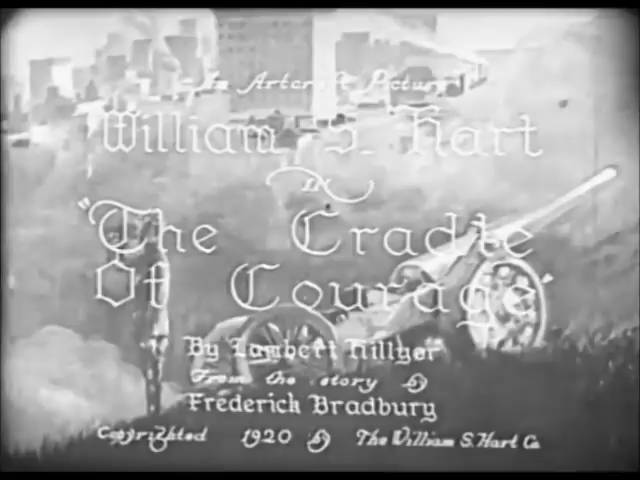 An Artcraft Picture
William S. Hart
IN
"The Cradle
Of Courage"
By Lambert Hillyer
From the story by
Frederick Bradbury
Copyrighted 1920 by The William S. Hart Co.